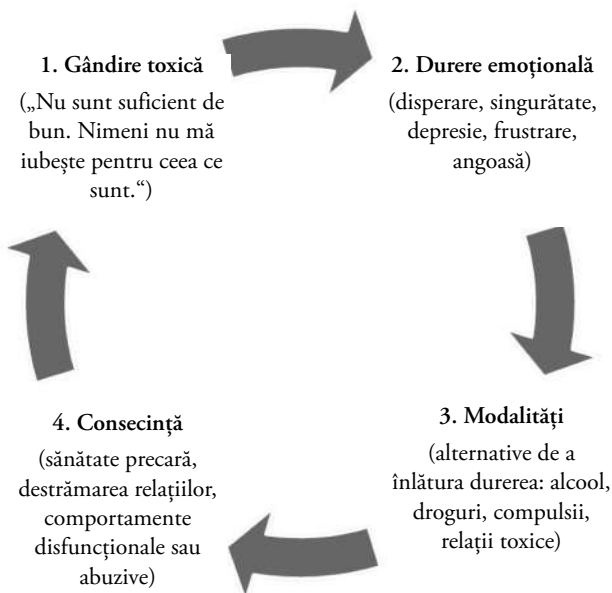 1. Gândire toxică
(„Nu sunt suficient de
bun. Nimeni nu mă
iubește pentru ceea ce
sunt.“)
2. Durere emoțională
(disperare, singurătate,
depresie, frustrare,
angoasă)
3. Modalități
(alternative de a
înlătura durerea: alcool,
droguri, compulsii,
relații toxice)
4. Consecință
(sănătate precară,
destrămarea relațiilor,
comportamente
disfuncționale sau
abuzive)